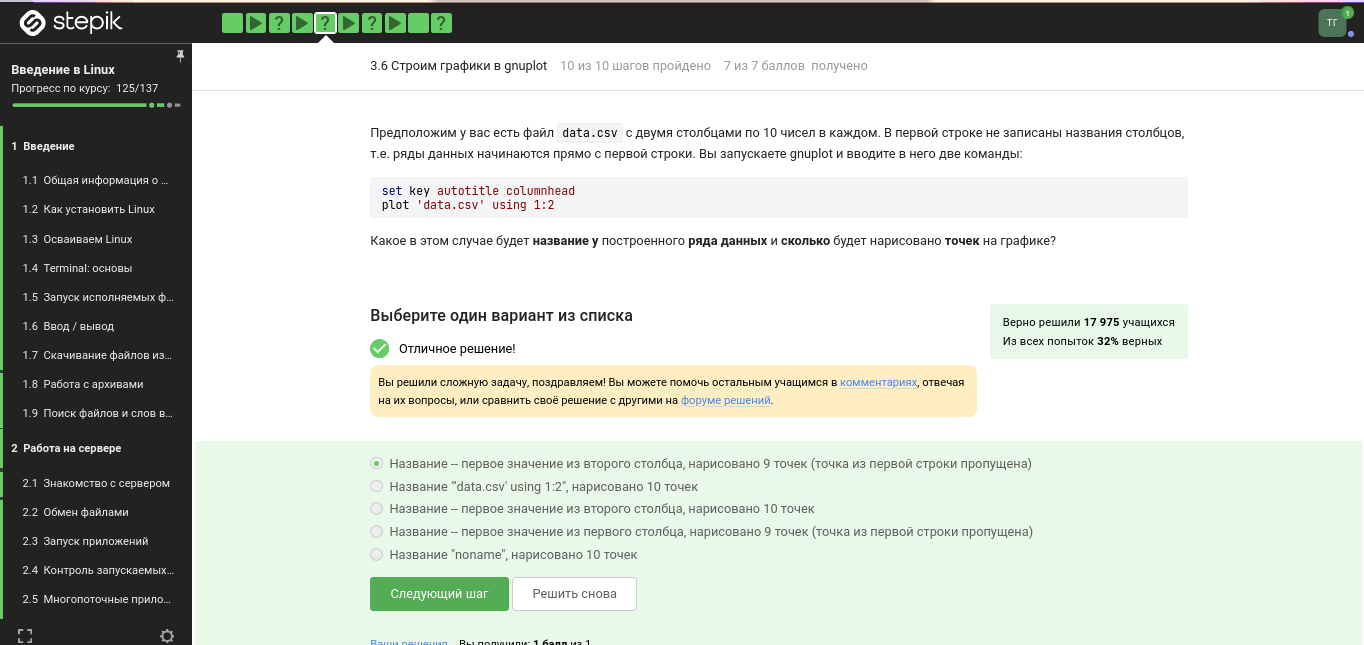 stepik
? ? ? ?
ТГ 1
Введение в Linux
Прогресс по курсу: 125/137
1 Введение
1.1 Общая информация о ...
1.2 Как установить Linux
1.3 Осваиваем Linux
1.4 Terminal: основы
1.5 Запуск исполняемых ф...
1.6 Ввод / вывод
1.7 Скачивание файлов из...
1.8 Работа с архивами
1.9 Поиск файлов и слов в...
2 Работа на сервере
2.1 Знакомство с сервером
2.2 Обмен файлами
2.3 Запуск приложений
2.4 Контроль запускаемых...
2.5 Многопоточные прило...
3.6 Строим графики в gnuplot 10 из 10 шагов пройдено 7 из 7 баллов получено
Предположим у вас есть файл data.csv с двумя столбцами по 10 чисел в каждом. В первой строке не записаны названия столбцов,
т.е. ряды данных начинаются прямо с первой строки. Вы запускаете gnuplot и вводите в него две команды:
set key autotitle columnhead
plot 'data.csv' using 1:2
Какое в этом случае будет название у построенного ряда данных и сколько будет нарисовано точек на графике?
Выберите один вариант из списка
Отличное решение!
Вы решили сложную задачу, поздравляем! Вы можете помочь остальным учащимся в комментариях, отвечая
на их вопросы, или сравнить своё решение с другими на форуме решений.
Верно решили 17 975 учащихся
Из всех попыток 32% верных
Название -- первое значение из второго столбца, нарисовано 9 точек (точка из первой строки пропущена)
Название "'data.csv' using 1:2", нарисовано 10 точек
Название -- первое значение из второго столбца, нарисовано 10 точек
Название -- первое значение из первого столбца, нарисовано 9 точек (точка из первой строки пропущена)
Название "noname", нарисовано 10 точек
Следующий шаг Решить снова
Ваши решения Вы получили: 1 балл из 1